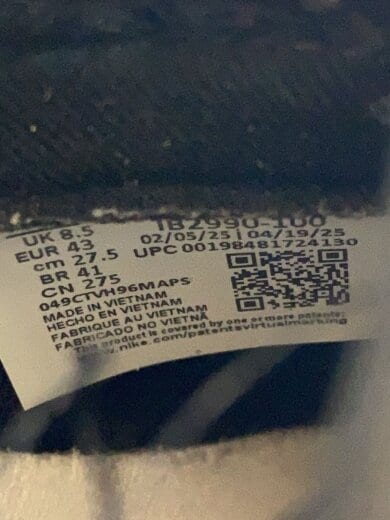 UK 8.5
EUR 43
cm 27.5
BR 41
CN 275
IB2990-100
02/05/25 | 04/19/25
UPC 00198481724130
049CTVH96MAPS
MADE IN VIETNAM
HECHO EN VIETNAM
FABRIQUE AU VIETNAM
FABRICADO NO VIETNÃ
This product is covered by one or more patents:
www.nike.com/patentsvirtualmarking